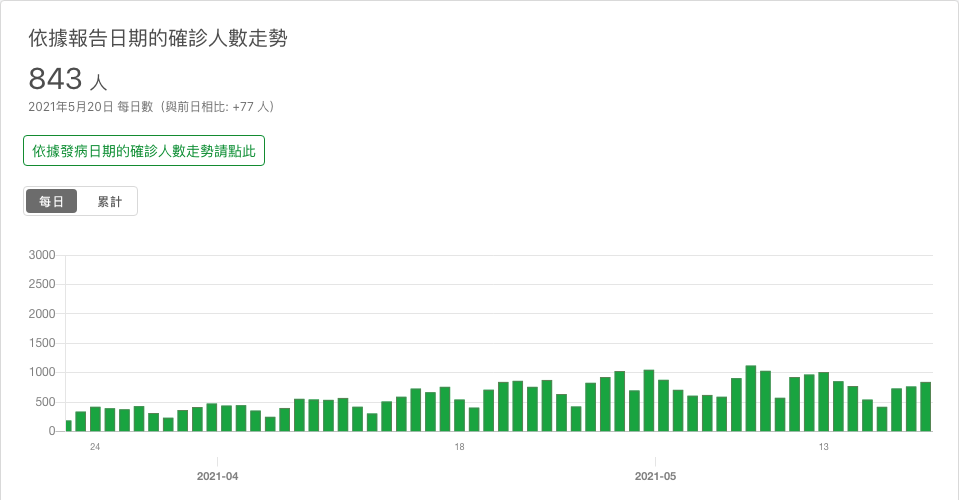 依據報告日期的確診人數走勢
843 人
2021年5月20日 每日數（與前日相比: +77 人）
依據發病日期的確診人數走勢請點此
每日 累計
3000
2500
2000
1500
1000
500
0
24 18 13
2021-04 2021-05